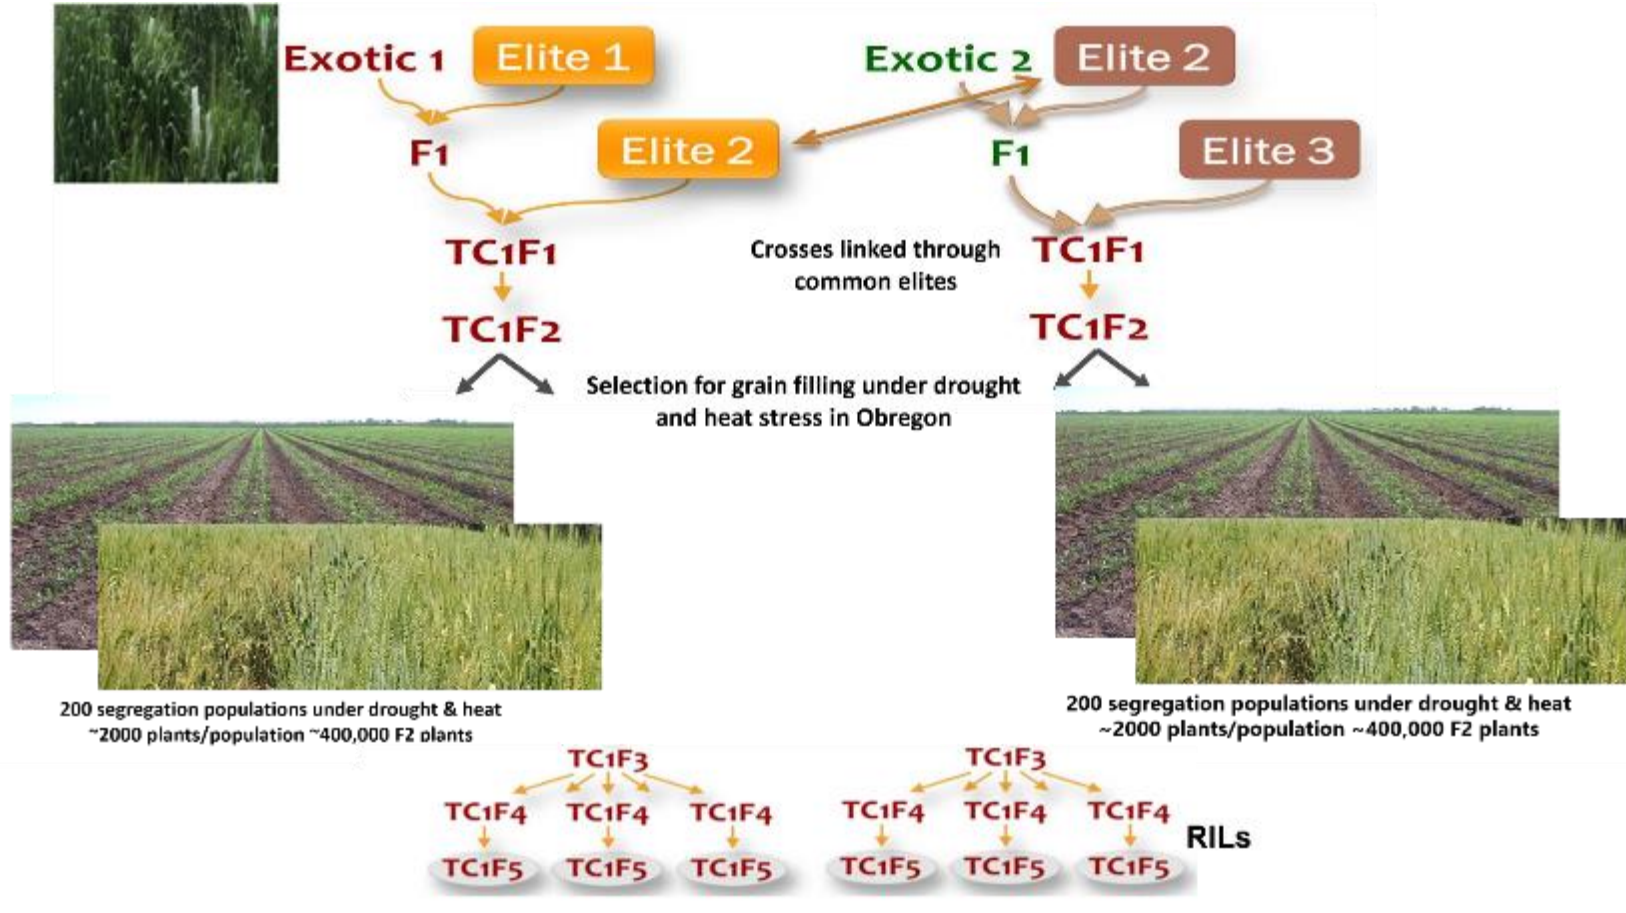 Exotic 1
Elite 1
Exotic 2
Elite 2
F1
Elite 2
F1
Elite 3
TC1F1
Crosses linked through
common elites
TC1F1
TC1F2
TC1F2
Selection for grain filling under drought
and heat stress in Obregon
200 segregation populations under drought & heat
~2000 plants/population ~400,000 F2 plants
200 segregation populations under drought & heat
~2000 plants/population ~400,000 F2 plants
TC1F3
TC1F3
TC1F4
TC1F4
TC1F4
TC1F4
TC1F4
TC1F4
RILs
TC1F5
TC1F5
TC1F5
TC1F5
TC1F5
TC1F5